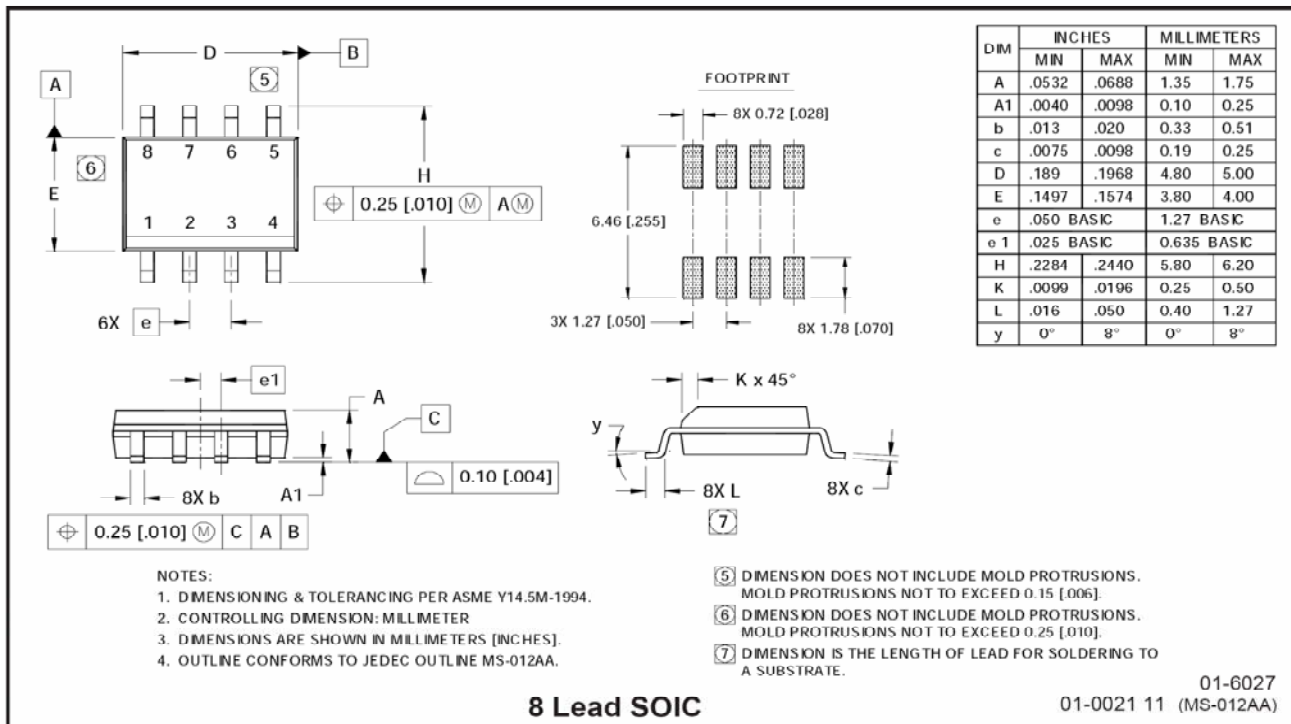 D
B
5
A
8 7 6 5
6
E
H
⌖ 0.25 [.010] Ⓜ A Ⓜ
1 2 3 4
6X e
FOOTPRINT
8X 0.72 [.028]
6.46 [.255]
3X 1.27 [.050]
8X 1.78 [.070]
DIM INCHES MILLIMETERS
MIN MAX MIN MAX
A .0532 .0688 1.35 1.75
A1 .0040 .0098 0.10 0.25
b .013 .020 0.33 0.51
c .0075 .0098 0.19 0.25
D .189 .1968 4.80 5.00
E .1497 .1574 3.80 4.00
e .050 BASIC 1.27 BASIC
e 1 .025 BASIC 0.635 BASIC
H .2284 .2440 5.80 6.20
K .0099 .0196 0.25 0.50
L .016 .050 0.40 1.27
y 0° 8° 0° 8°
e1
A
C
0.10 [.004]
8X b
A1
⌖ 0.25 [.010] Ⓜ C A B
K x 45°
y
8X L
8X c
7
NOTES:
1. DIMENSIONING & TOLERANCING PER ASME Y14.5M-1994.
2. CONTROLLING DIMENSION: MILLIMETER
3. DIMENSIONS ARE SHOWN IN MILLIMETERS [INCHES].
4. OUTLINE CONFORMS TO JEDEC OUTLINE MS-012AA.
5 DIMENSION DOES NOT INCLUDE MOLD PROTRUSIONS.
MOLD PROTRUSIONS NOT TO EXCEED 0.15 [.006].
6 DIMENSION DOES NOT INCLUDE MOLD PROTRUSIONS.
MOLD PROTRUSIONS NOT TO EXCEED 0.25 [.010].
7 DIMENSION IS THE LENGTH OF LEAD FOR SOLDERING TO
A SUBSTRATE.
8 Lead SOIC
01-6027
01-0021 11 (MS-012AA)